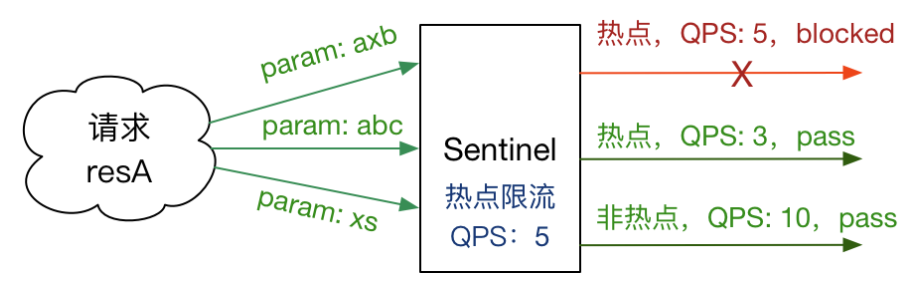 请求
resA
param: axb
param: abc
param: xs
Sentinel
热点限流
QPS：5
热点，QPS: 5，blocked
X
热点，QPS: 3，pass
非热点，QPS: 10，pass